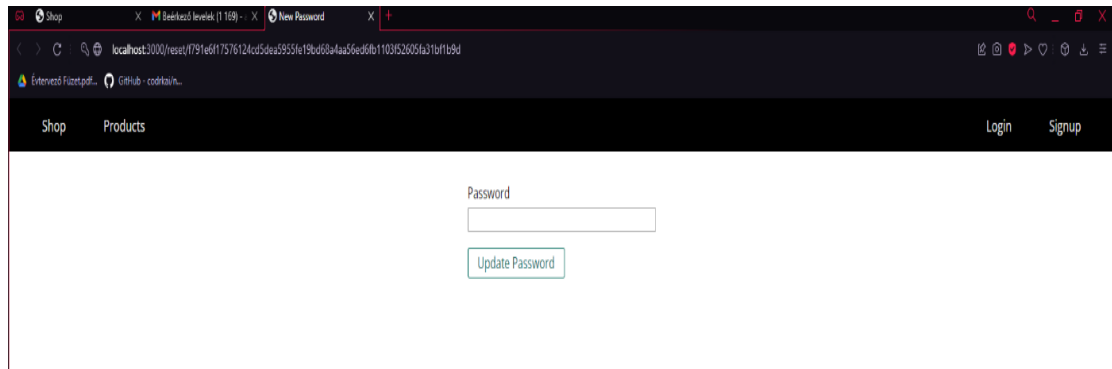 Shop
Beérkező levelek (1 169) -
New Password
localhost:3000/reset/f791e6f17576124cd5dea5955fe19bd68a4aa56ed6fb1103f52605fa31bf1b9d
Évtervező Füzet.pdf...
GitHub - codrkai/n...
Shop
Products
Login
Signup
Password
Update Password